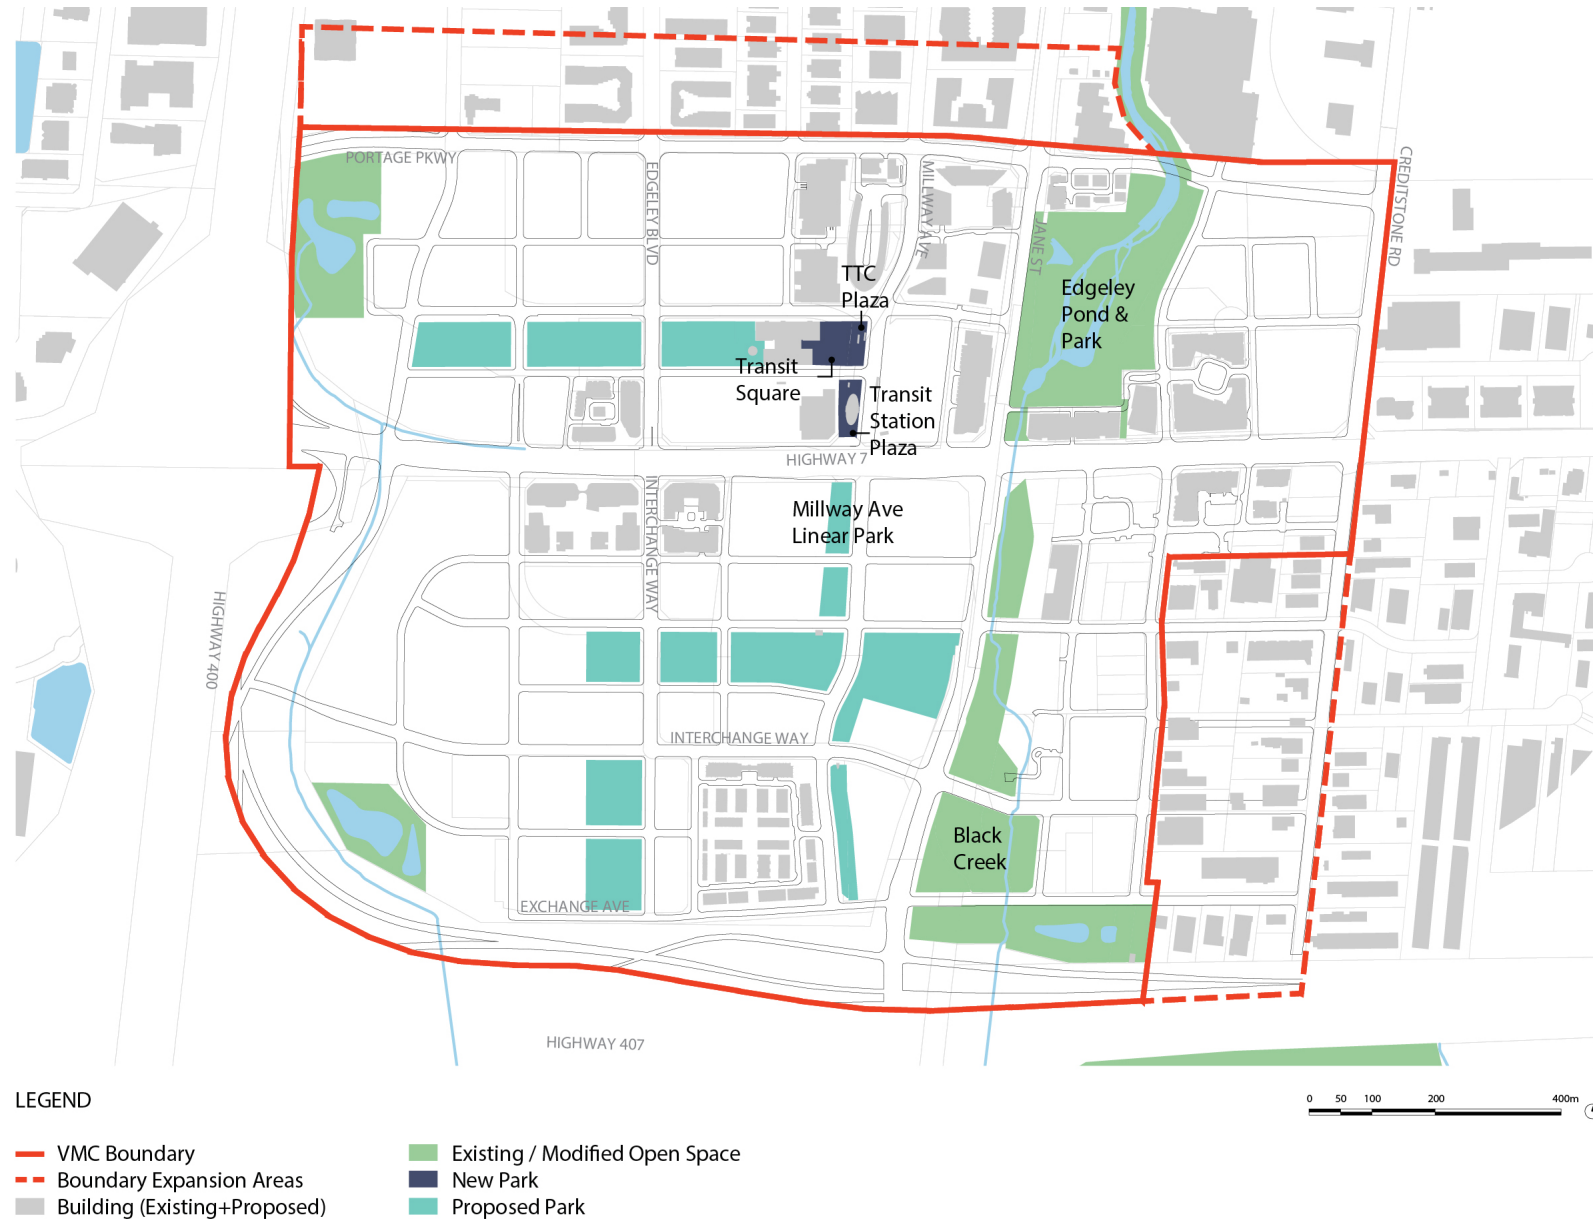 PORTAGE PKWY
EDGELEY BLVD
MILLWAY AVE
JANE ST
CREDITSTONE RD
TTC
Plaza
Edgeley
Pond &
Park
Transit
Square
Transit
Station
Plaza
HIGHWAY 7
INTERCHANGE WAY
Millway Ave
Linear Park
HIGHWAY 400
INTERCHANGE WAY
Black
Creek
EXCHANGE AVE
HIGHWAY 407
LEGEND
0 50 100 200 400m
VMC Boundary
Boundary Expansion Areas
Building (Existing+Proposed)
Existing / Modified Open Space
New Park
Proposed Park